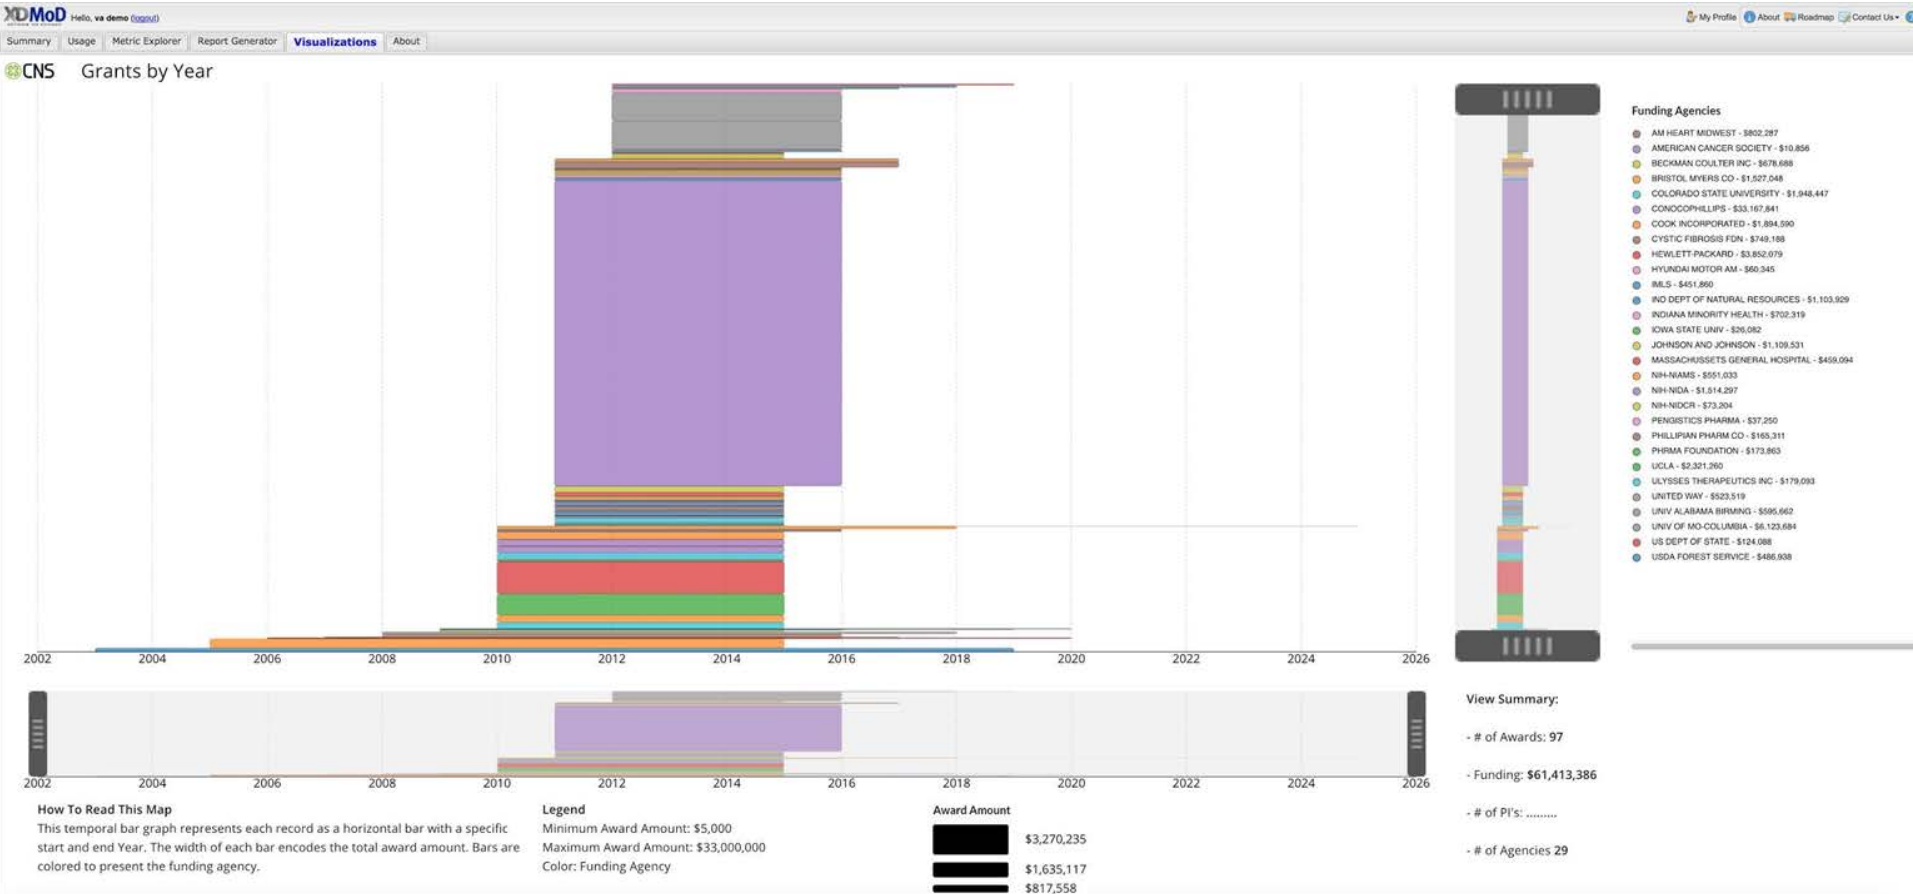 XDMoD Hello, va demo (logout)
My Profile About Roadmap Contact Us
Summary Usage Metric Explorer Report Generator Visualizations About
CNS Grants by Year
Funding Agencies
AM HEART MIDWEST - $802,287
AMERICAN CANCER SOCIETY - $10,856
BECKMAN COULTER INC - $678,688
BRISTOL MYERS CO - $1,527,048
COLORADO STATE UNIVERSITY - $1,948,447
CONOCOPHILLIPS - $33,167,841
COOK INCORPORATED - $1,894,590
CYSTIC FIBROSIS FDN - $749,188
HEWLETT-PACKARD - $3,852,079
HYUNDAI MOTOR AM - $60,345
IMLS - $451,860
IND DEPT OF NATURAL RESOURCES - $1,103,929
INDIANA MINORITY HEALTH - $702,319
IOWA STATE UNIV - $26,082
JOHNSON AND JOHNSON - $1,109,531
MASSACHUSSETS GENERAL HOSPITAL - $459,094
NIH-NIAMS - $551,033
NIH-NIDA - $1,514,297
NIH-NIDCR - $73,204
PENGISTICS PHARMA - $37,250
PHILLIPIAN PHARM CO - $165,311
PHRMA FOUNDATION - $173,863
UCLA - $2,321,260
ULYSSES THERAPEUTICS INC - $179,093
UNITED WAY - $523,519
UNIV ALABAMA BIRMING - $595,662
UNIV OF MO-COLUMBIA - $6,123,684
US DEPT OF STATE - $124,088
USDA FOREST SERVICE - $486,938
2002 2004 2006 2008 2010 2012 2014 2016 2018 2020 2022 2024 2026
2002 2004 2006 2008 2010 2012 2014 2016 2018 2020 2022 2024 2026
View Summary:
- # of Awards: 97
- Funding: $61,413,386
- # of PI's: .........
- # of Agencies 29
How To Read This Map
This temporal bar graph represents each record as a horizontal bar with a specific
start and end Year. The width of each bar encodes the total award amount. Bars are
colored to present the funding agency.
Legend
Minimum Award Amount: $5,000
Maximum Award Amount: $33,000,000
Color: Funding Agency
Award Amount
$3,270,235
$1,635,117
$817,558